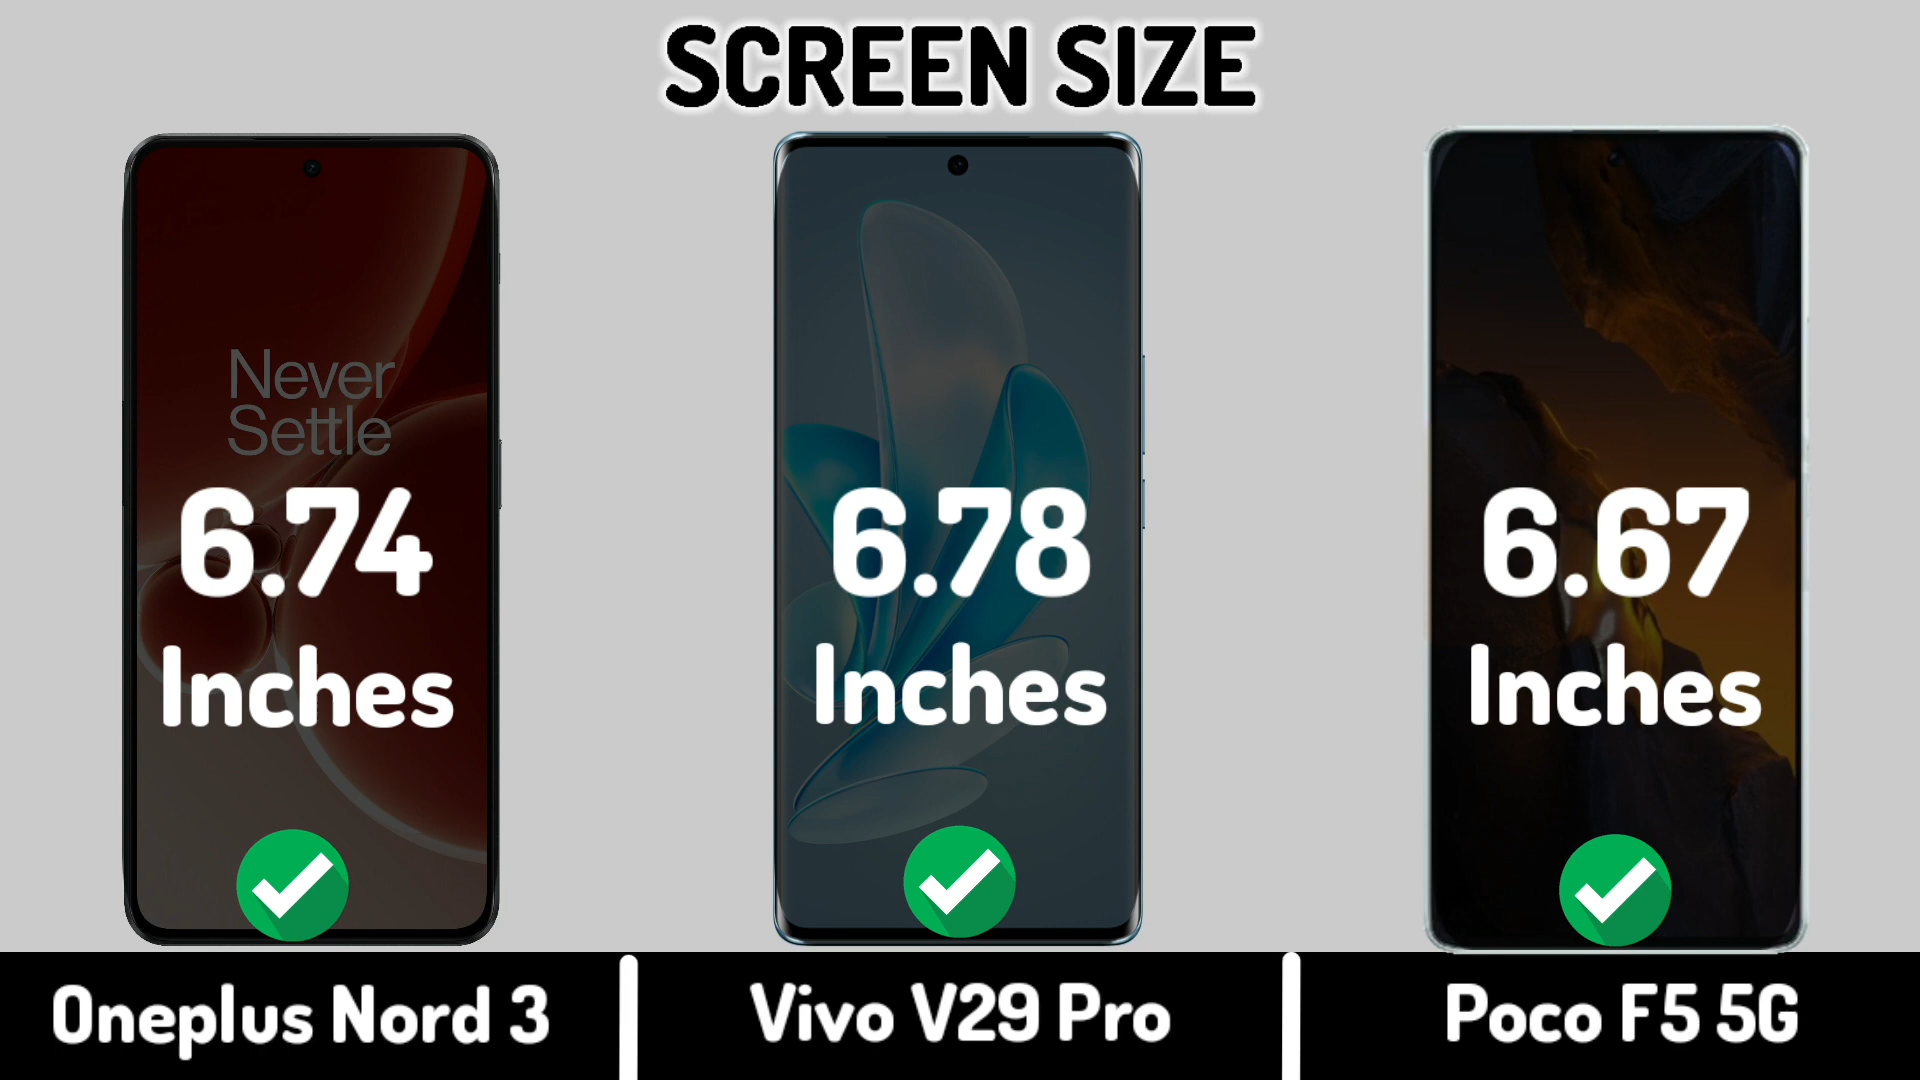 SCREEN SIZE
Never
Settle
6.74
Inches
6.78
Inches
6.67
Inches
Oneplus Nord 3
Vivo V29 Pro
Poco F5 5G